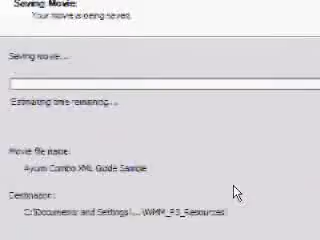 Saving Movie:
Your movie is being saved.
Saving movie...
Estimating time remaining...
Movie file name:
Ayum Combo XML Guide Sample
Destination:
C:\Documents and Settings\...\WMM_P3_Resources\